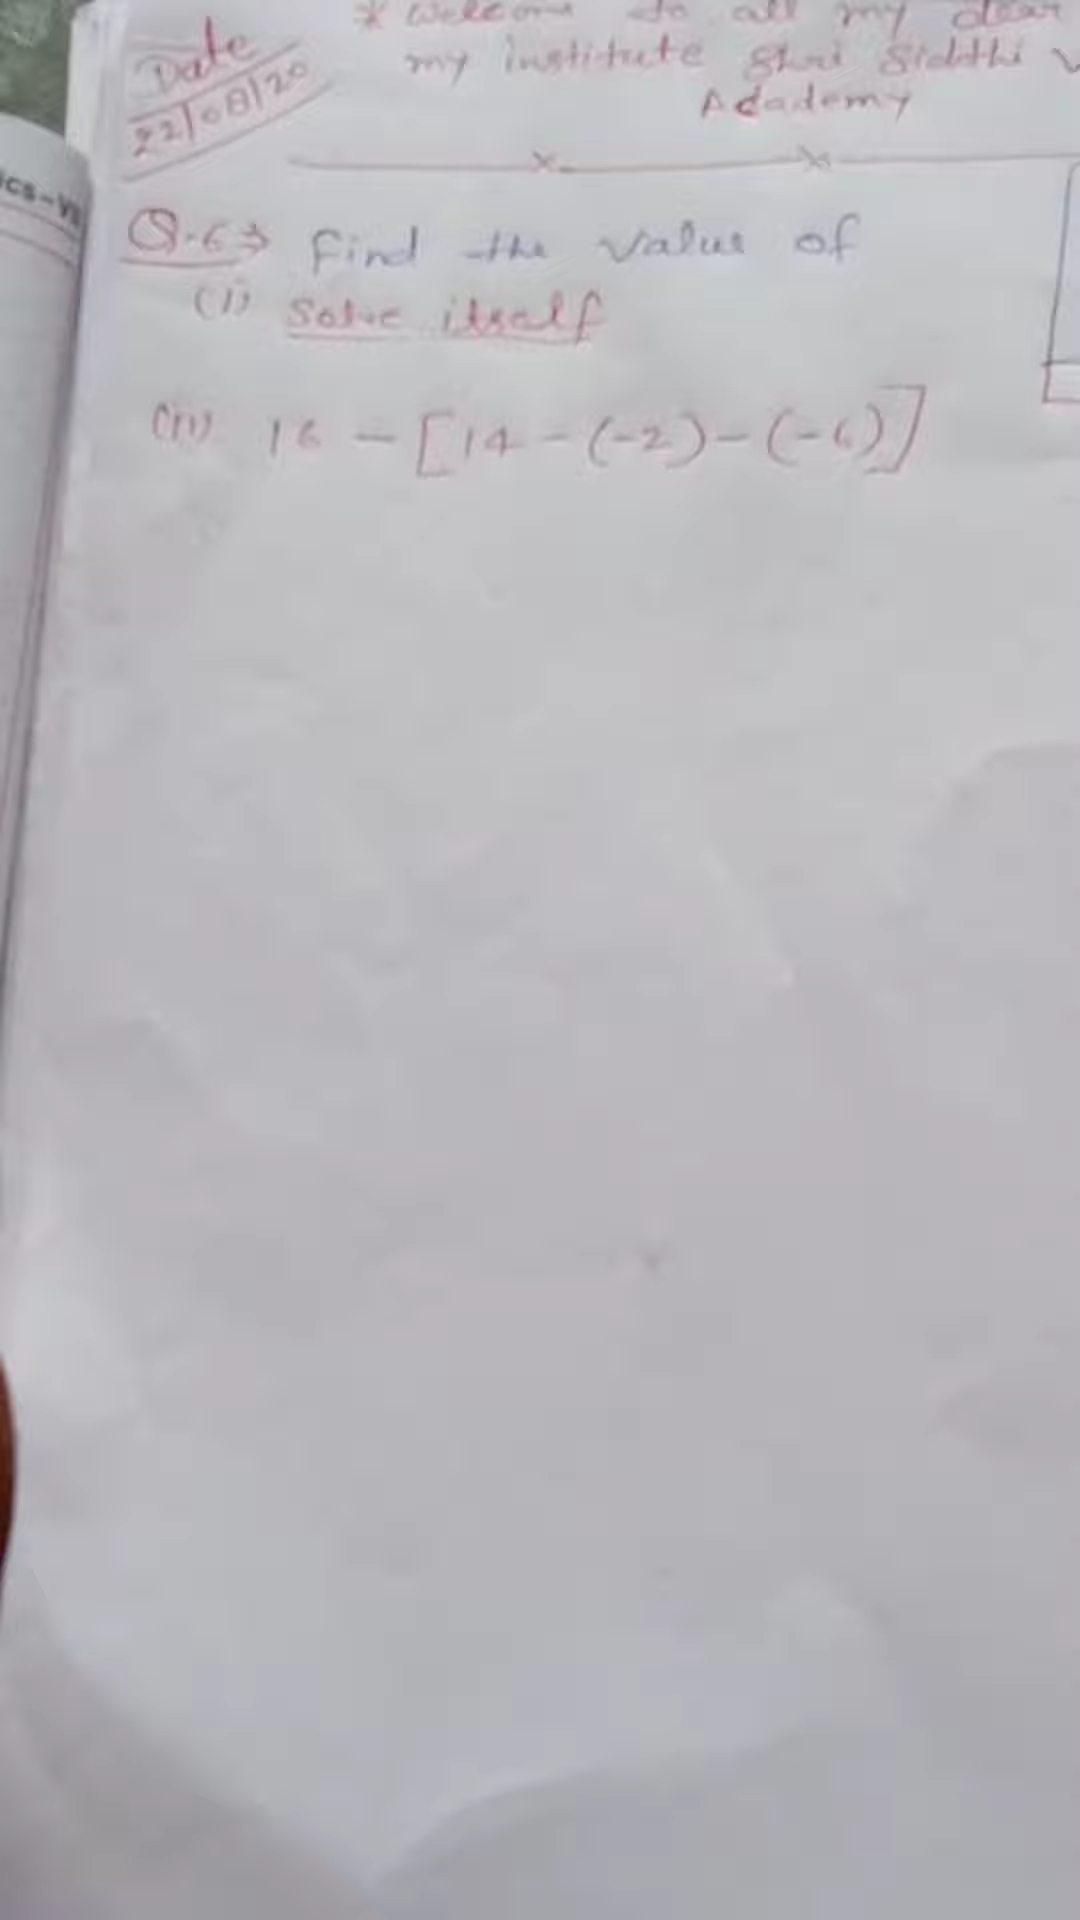 * Welcome to all my dear
my institute Shri Siddhi V
Adademy
Date
22/08/20
Q.6⇒ Find the value of
(i) Solve itself
(ii) 16 - [14 - (-2) - (-6)]